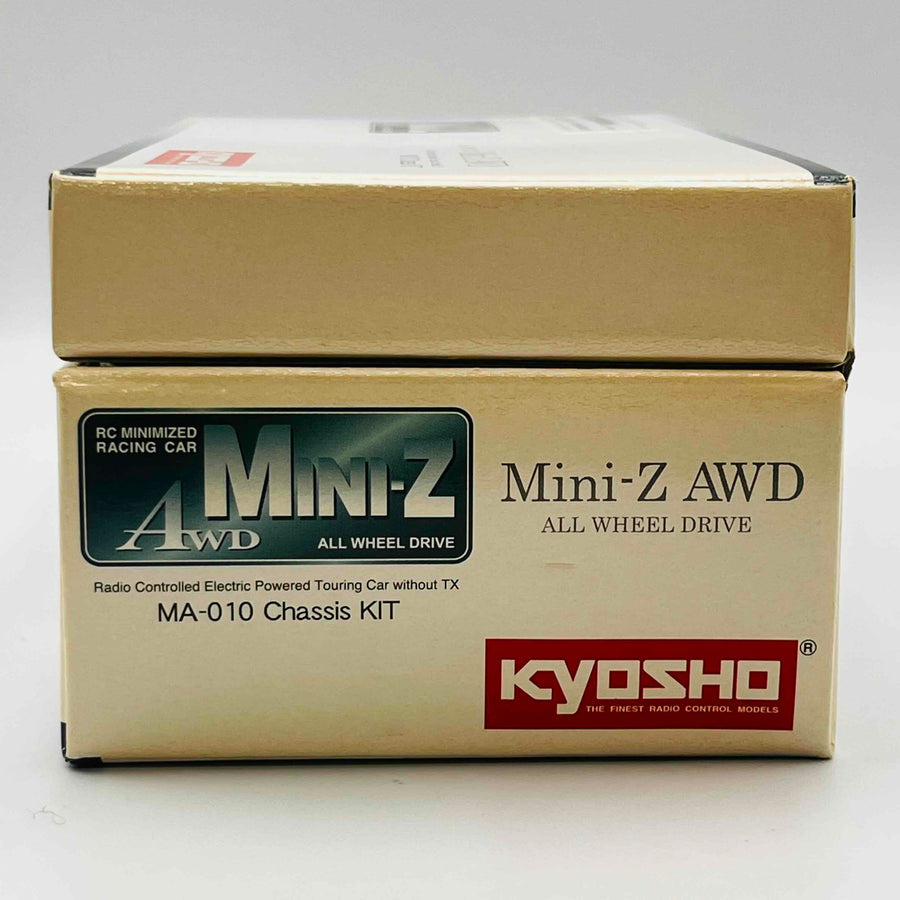 RC MINIMIZED
RACING CAR
MINI-Z
AWD
ALL WHEEL DRIVE
Radio Controlled Electric Powered Touring Car without TX
MA-010 Chassis KIT
Mini-Z AWD
ALL WHEEL DRIVE
KYOSHO®
THE FINEST RADIO CONTROL MODELS